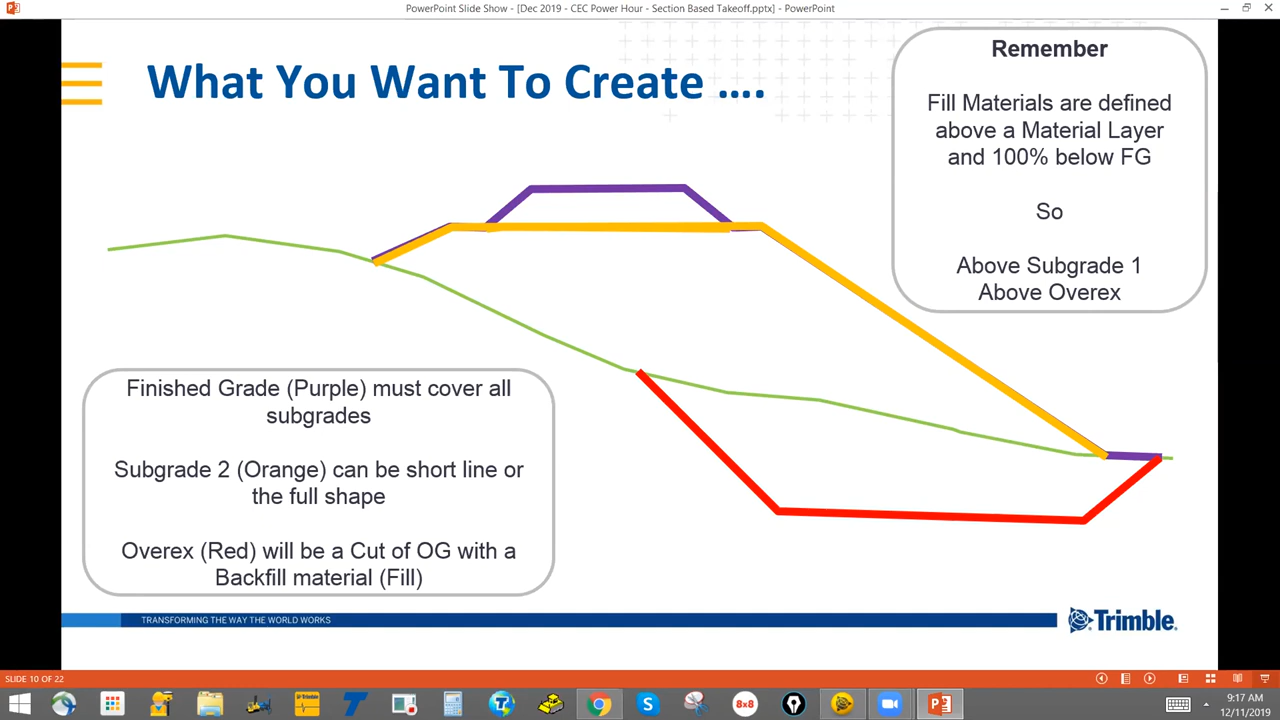 PowerPoint Slide Show - [Dec 2019 - CEC Power Hour - Section Based Takeoff.pptx] - PowerPoint
What You Want To Create ....
Remember
Fill Materials are defined
above a Material Layer
and 100% below FG
So
Above Subgrade 1
Above Overex
Finished Grade (Purple) must cover all
subgrades
Subgrade 2 (Orange) can be short line or
the full shape
Overex (Red) will be a Cut of OG with a
Backfill material (Fill)
TRANSFORMING THE WAY THE WORLD WORKS
Trimble
SLIDE 10 OF 22
8x8
9:17 AM
12/11/2019